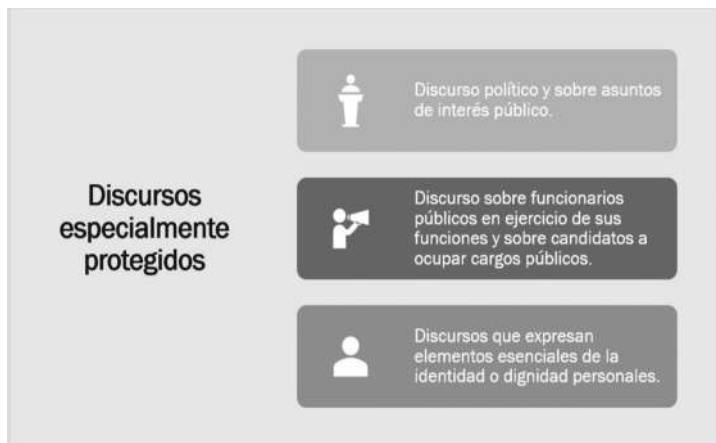 Discursos
especialmente
protegidos
Discurso político y sobre asuntos
de interés público.
Discurso sobre funcionarios
públicos en ejercicio de sus
funciones y sobre candidatos a
ocupar cargos públicos.
Discursos que expresan
elementos esenciales de la
identidad o dignidad personales.